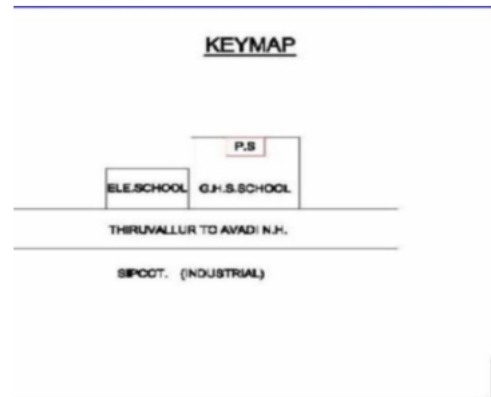 KEYMAP
P.S
ELE.SCHOOL G.H.S.SCHOOL
THIRUVALLUR TO AVADI N.H.
SIPCOT. (INDUSTRIAL)